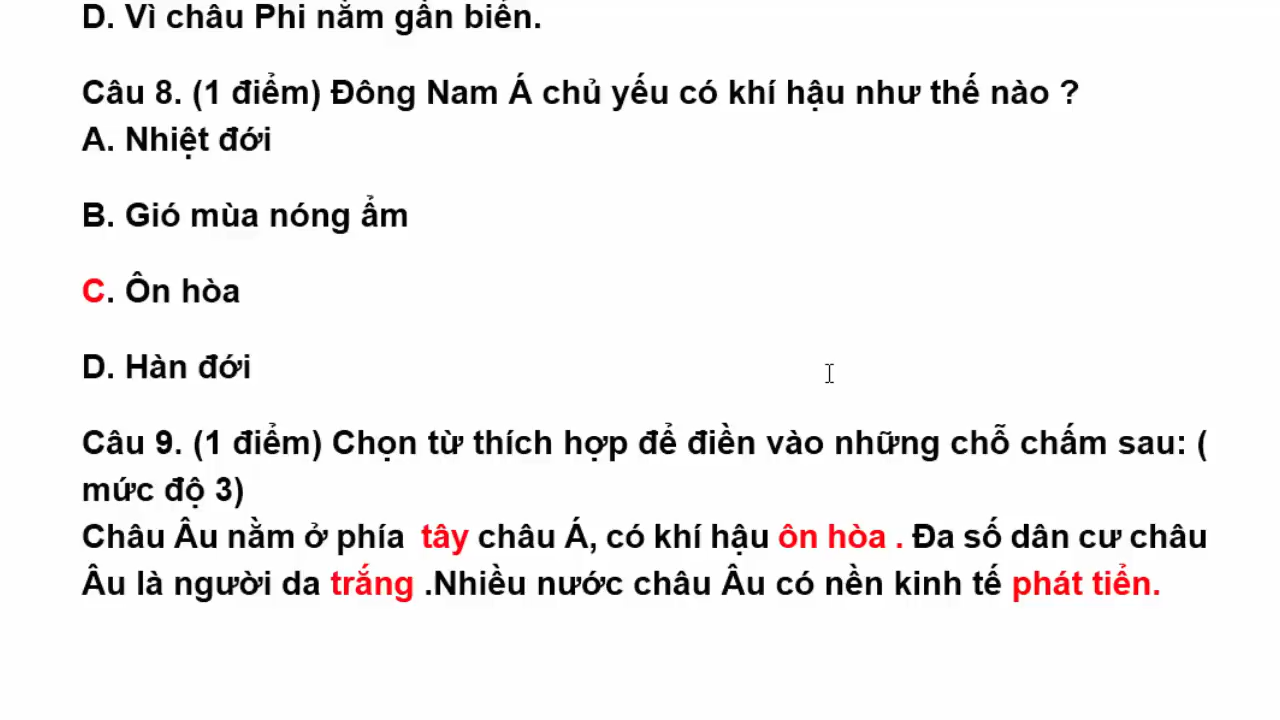 D. Vì châu Phi nằm gần biển.
Câu 8. (1 điểm) Đông Nam Á chủ yếu có khí hậu như thế nào ?
A. Nhiệt đới
B. Gió mùa nóng ẩm
C. Ôn hòa
D. Hàn đới
Câu 9. (1 điểm) Chọn từ thích hợp để điền vào những chỗ chấm sau: (
mức độ 3)
Châu Âu nằm ở phía tây châu Á, có khí hậu ôn hòa . Đa số dân cư châu
Âu là người da trắng .Nhiều nước châu Âu có nền kinh tế phát tiển.